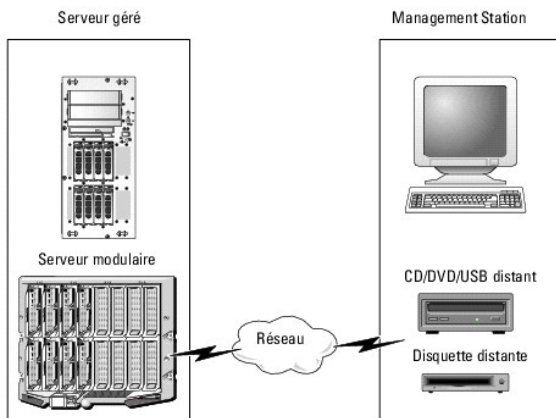 Serveur géré
Management Station
Serveur modulaire
CD/DVD/USB distant
Réseau
Disquette distante